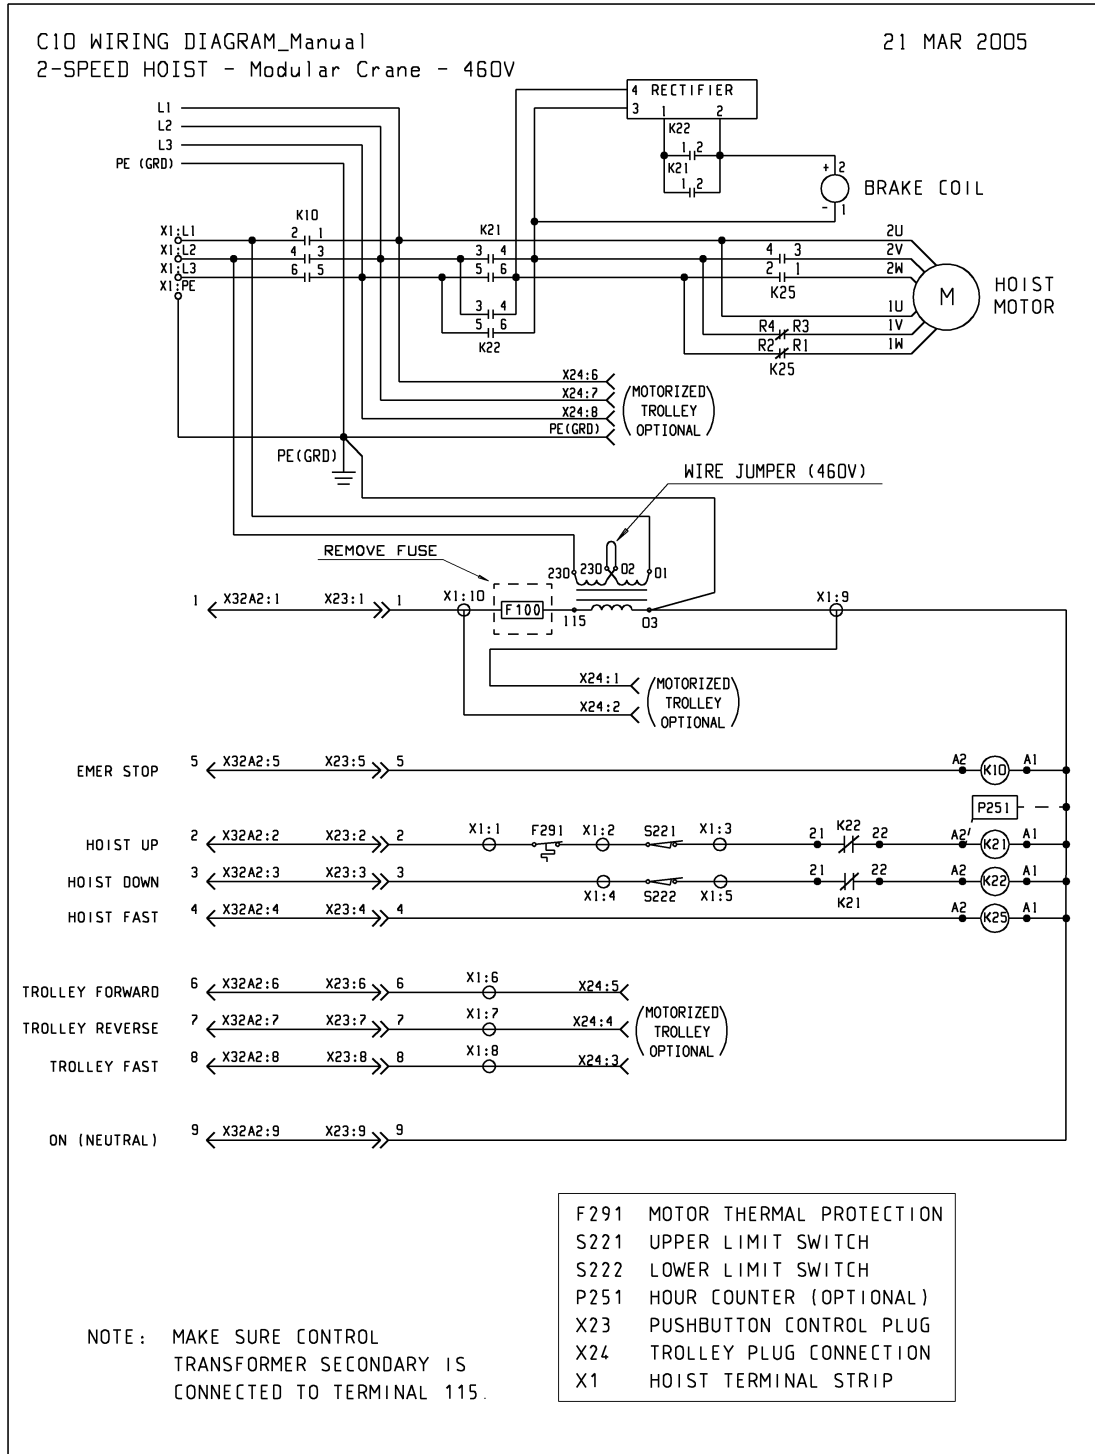 C10 WIRING DIAGRAM_Manual
21 MAR 2005
2-SPEED HOIST - Modular Crane - 460V
4 RECTIFIER
3 1 2
L1
L2
L3
PE (GRD)
K22
1 2
K21
1 2
+ 2
- 1
BRAKE COIL
K10
K21
X1:L1 2 1 2U
X1:L2 4 3 3 4 4 3 2V
X1:L3 6 5 5 6 2 1 2W
X1:PE
K25
M
HOIST
MOTOR
3 4
5 6
K22
1U
R4 R3 1V
R2 R1 1W
K25
X24:6
X24:7
X24:8
PE(GRD)
(MOTORIZED
TROLLEY
OPTIONAL)
PE(GRD)
WIRE JUMPER (460V)
REMOVE FUSE
230 230 02 01
1 X32A2:1 X23:1 1 X1:10 F100 115 03 X1:9
X24:1
X24:2
(MOTORIZED
TROLLEY
OPTIONAL)
EMER STOP 5 X32A2:5 X23:5 5 A2 K10 A1
P251
HOIST UP 2 X32A2:2 X23:2 2 X1:1 F291 X1:2 S221 X1:3 21 K22 22 A2 K21 A1
HOIST DOWN 3 X32A2:3 X23:3 3 X1:4 S222 X1:5 21 K21 22 A2 K22 A1
HOIST FAST 4 X32A2:4 X23:4 4 A2 K25 A1
TROLLEY FORWARD 6 X32A2:6 X23:6 6 X1:6 X24:5
TROLLEY REVERSE 7 X32A2:7 X23:7 7 X1:7 X24:4
TROLLEY FAST 8 X32A2:8 X23:8 8 X1:8 X24:3
(MOTORIZED
TROLLEY
OPTIONAL)
ON (NEUTRAL) 9 X32A2:9 X23:9 9
F291 MOTOR THERMAL PROTECTION
S221 UPPER LIMIT SWITCH
S222 LOWER LIMIT SWITCH
P251 HOUR COUNTER (OPTIONAL)
X23 PUSHBUTTON CONTROL PLUG
X24 TROLLEY PLUG CONNECTION
X1 HOIST TERMINAL STRIP
NOTE: MAKE SURE CONTROL
TRANSFORMER SECONDARY IS
CONNECTED TO TERMINAL 115.